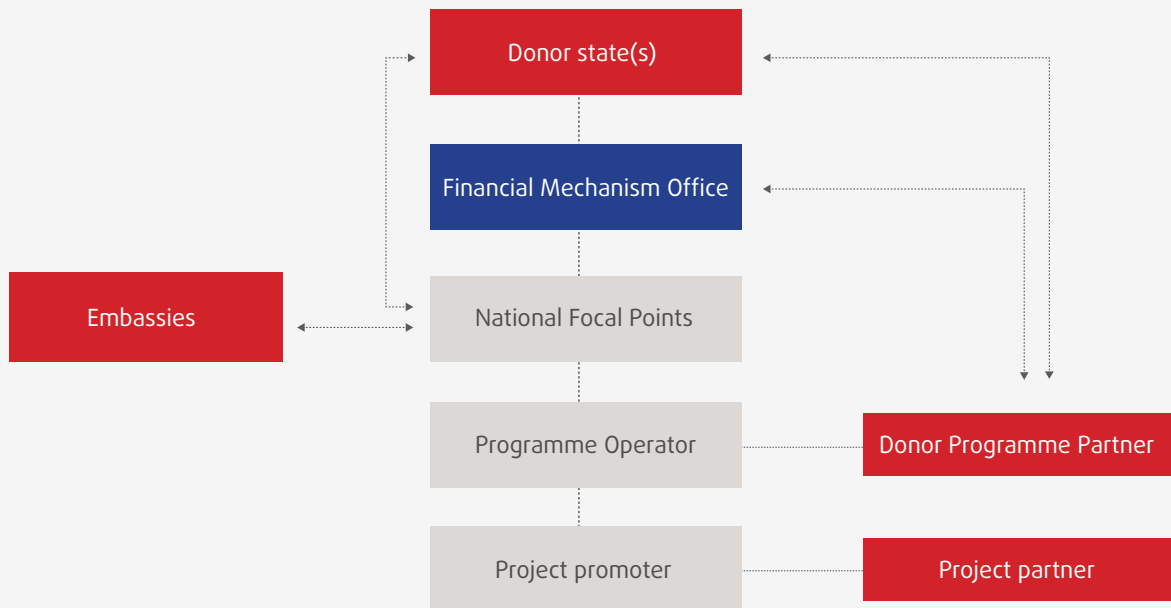 Donor state(s)
Financial Mechanism Office
Embassies
National Focal Points
Programme Operator
Donor Programme Partner
Project promoter
Project partner